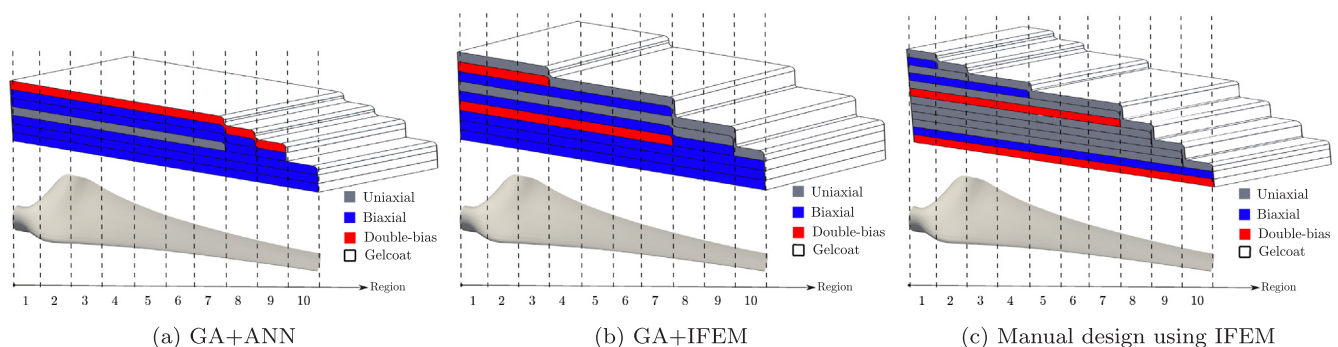 Uniaxial
Biaxial
Double-bias
Gelcoat
Region
1 2 3 4 5 6 7 8 9 10
(a) GA+ANN
Uniaxial
Biaxial
Double-bias
Gelcoat
Region
1 2 3 4 5 6 7 8 9 10
(b) GA+IFEM
Uniaxial
Biaxial
Double-bias
Gelcoat
Region
1 2 3 4 5 6 7 8 9 10
(c) Manual design using IFEM